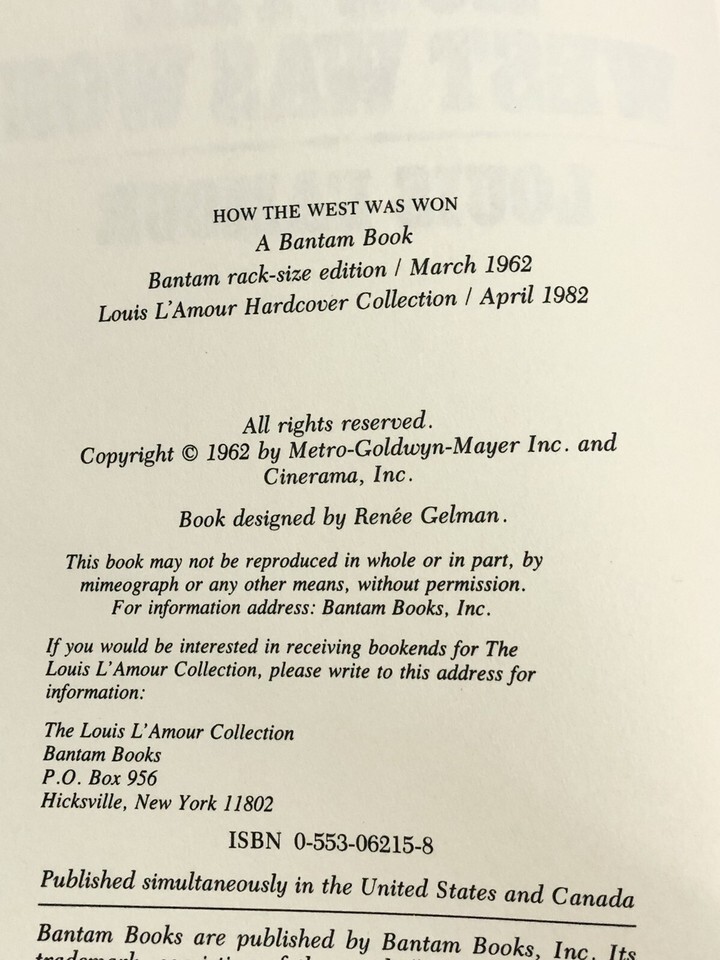 HOW THE WEST WAS WON
A Bantam Book
Bantam rack-size edition / March 1962
Louis L'Amour Hardcover Collection / April 1982
All rights reserved.
Copyright © 1962 by Metro-Goldwyn-Mayer Inc. and
Cinerama, Inc.
Book designed by Renée Gelman.
This book may not be reproduced in whole or in part, by
mimeograph or any other means, without permission.
For information address: Bantam Books, Inc.
If you would be interested in receiving bookends for The
Louis L'Amour Collection, please write to this address for
information:
The Louis L'Amour Collection
Bantam Books
P.O. Box 956
Hicksville, New York 11802
ISBN 0-553-06215-8
Published simultaneously in the United States and Canada
Bantam Books are published by Bantam Books, Inc. Its